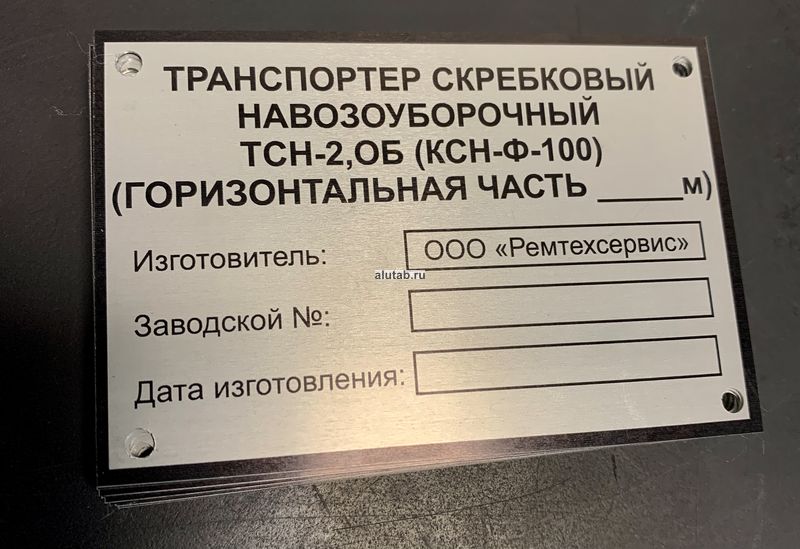 ТРАНСПОРТЕР СКРЕБКОВЫЙ
НАВОЗОУБОРОЧНЫЙ
ТСН-2,ОБ (КСН-Ф-100)
(ГОРИЗОНТАЛЬНАЯ ЧАСТЬ ______м)
Изготовитель: ООО «Ремтехсервис»
alutab.ru
Заводской №:
Дата изготовления: